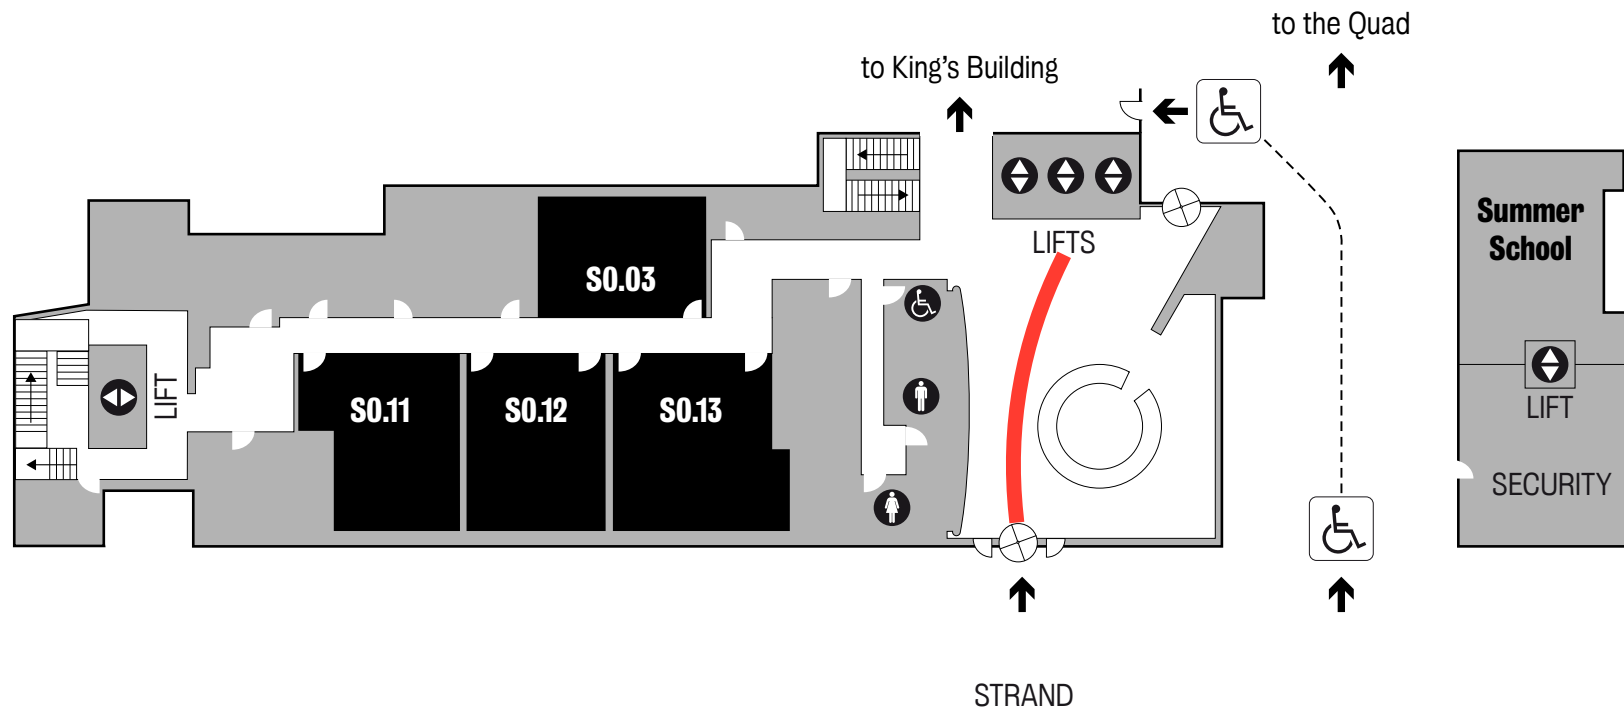 to the Quad
to King's Building
LIFTS
Summer
School
S0.03
LIFT
S0.11
S0.12
S0.13
LIFT
SECURITY
STRAND